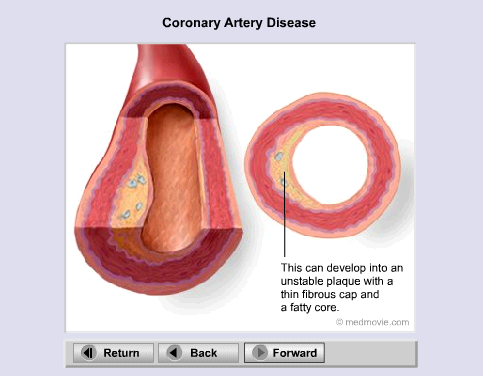 Coronary Artery Disease
This can develop into an
unstable plaque with a
thin fibrous cap and
a fatty core.
© medmovie.com
Return
Back
Forward